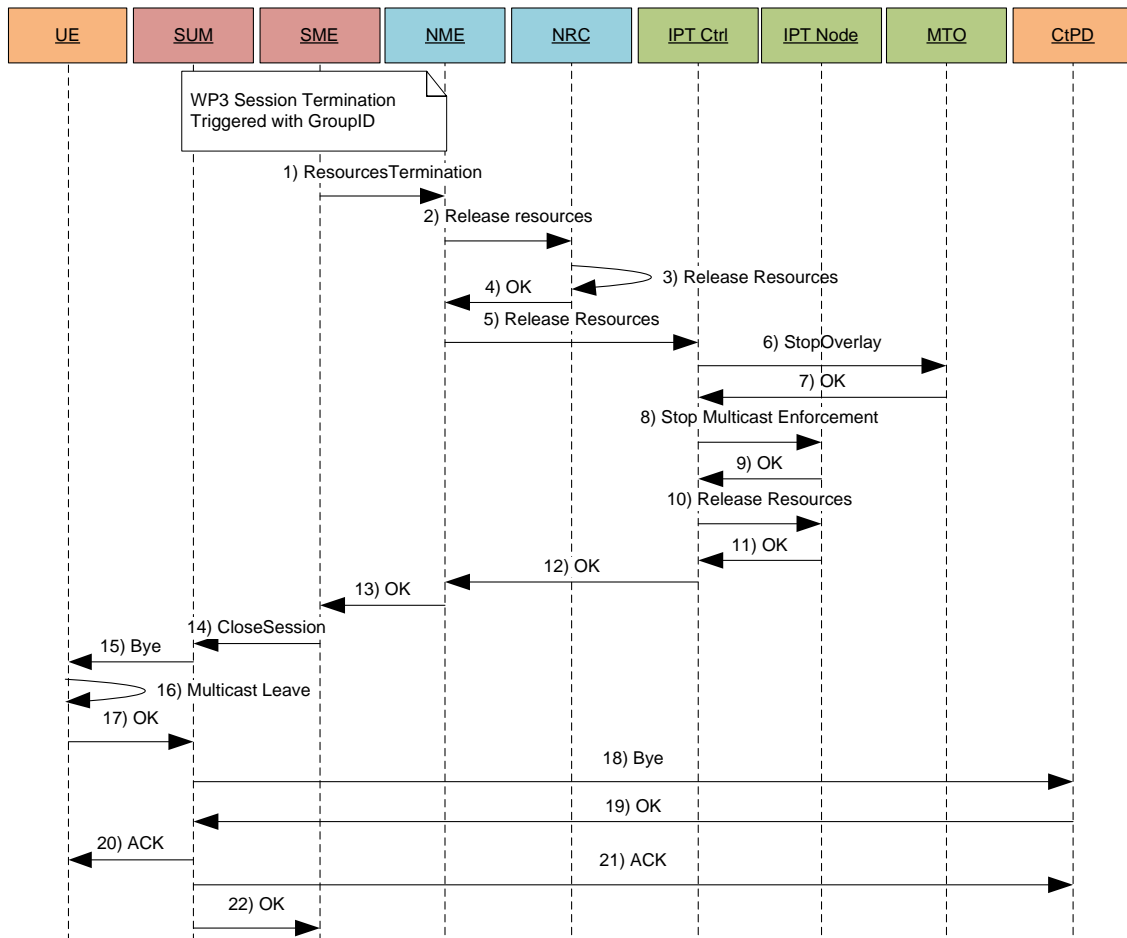 UE
SUM
SME
NME
NRC
IPT Ctrl
IPT Node
MTO
CtPD
WP3 Session Termination
Triggered with GroupID
1) ResourcesTermination
2) Release resources
3) Release Resources
4) OK
5) Release Resources
6) StopOverlay
7) OK
8) Stop Multicast Enforcement
9) OK
10) Release Resources
11) OK
12) OK
13) OK
14) CloseSession
15) Bye
16) Multicast Leave
17) OK
18) Bye
19) OK
20) ACK
21) ACK
22) OK